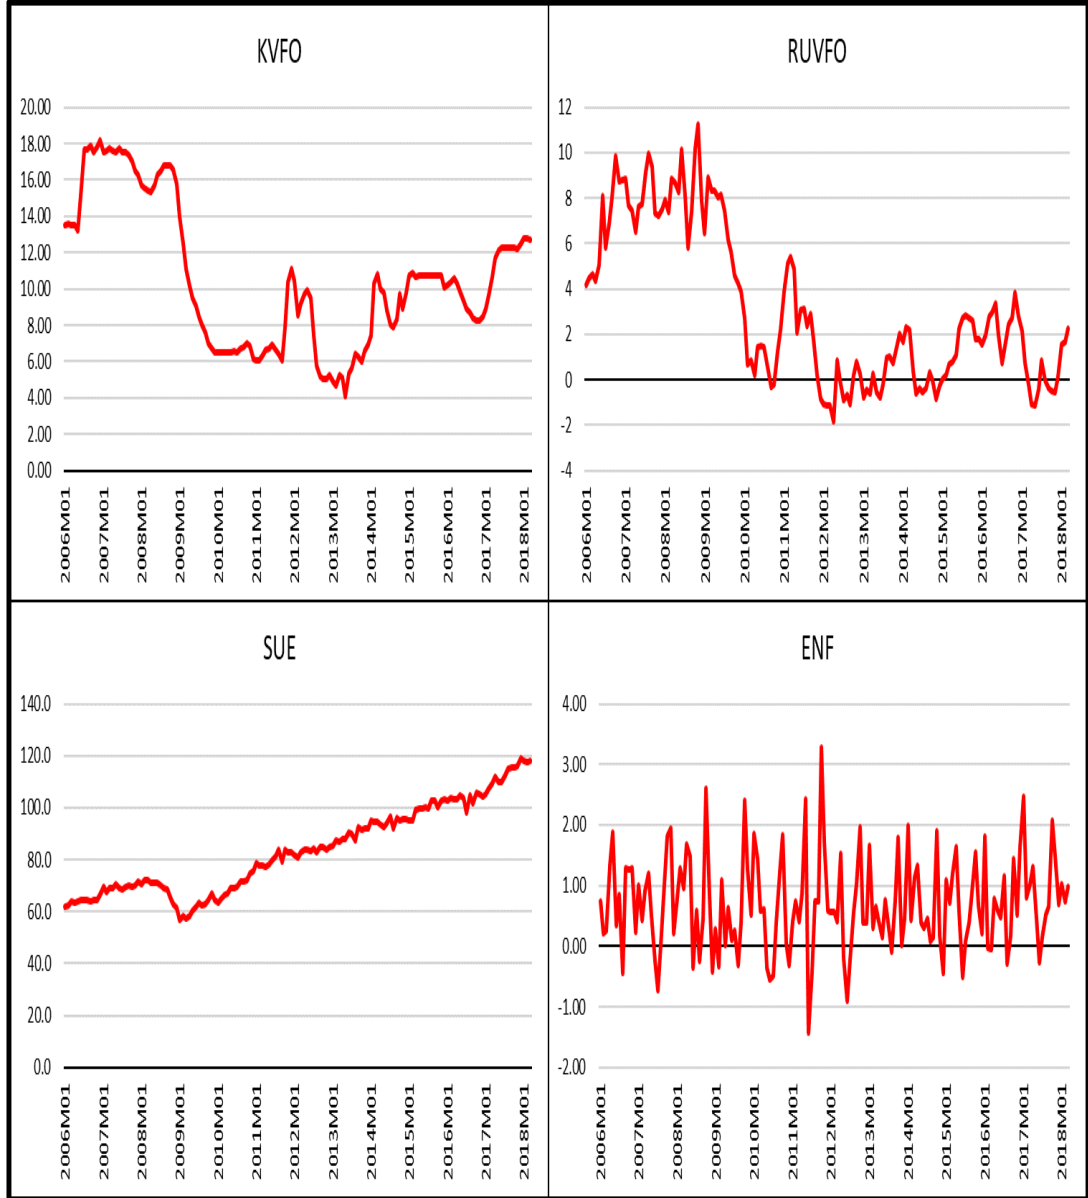 KVFO
20.00
18.00
16.00
14.00
12.00
10.00
8.00
6.00
4.00
2.00
0.00
2006M01
2007M01
2008M01
2009M01
2010M01
2011M01
2012M01
2013M01
2014M01
2015M01
2016M01
2017M01
2018M01
RUVFO
12
10
8
6
4
2
0
-2
-4
2006M01
2007M01
2008M01
2009M01
2010M01
2011M01
2012M01
2013M01
2014M01
2015M01
2016M01
2017M01
2018M01
SUE
140.0
120.0
100.0
80.0
60.0
40.0
20.0
0.0
2006M01
2007M01
2008M01
2009M01
2010M01
2011M01
2012M01
2013M01
2014M01
2015M01
2016M01
2017M01
2018M01
ENF
4.00
3.00
2.00
1.00
0.00
-1.00
-2.00
2006M01
2007M01
2008M01
2009M01
2010M01
2011M01
2012M01
2013M01
2014M01
2015M01
2016M01
2017M01
2018M01